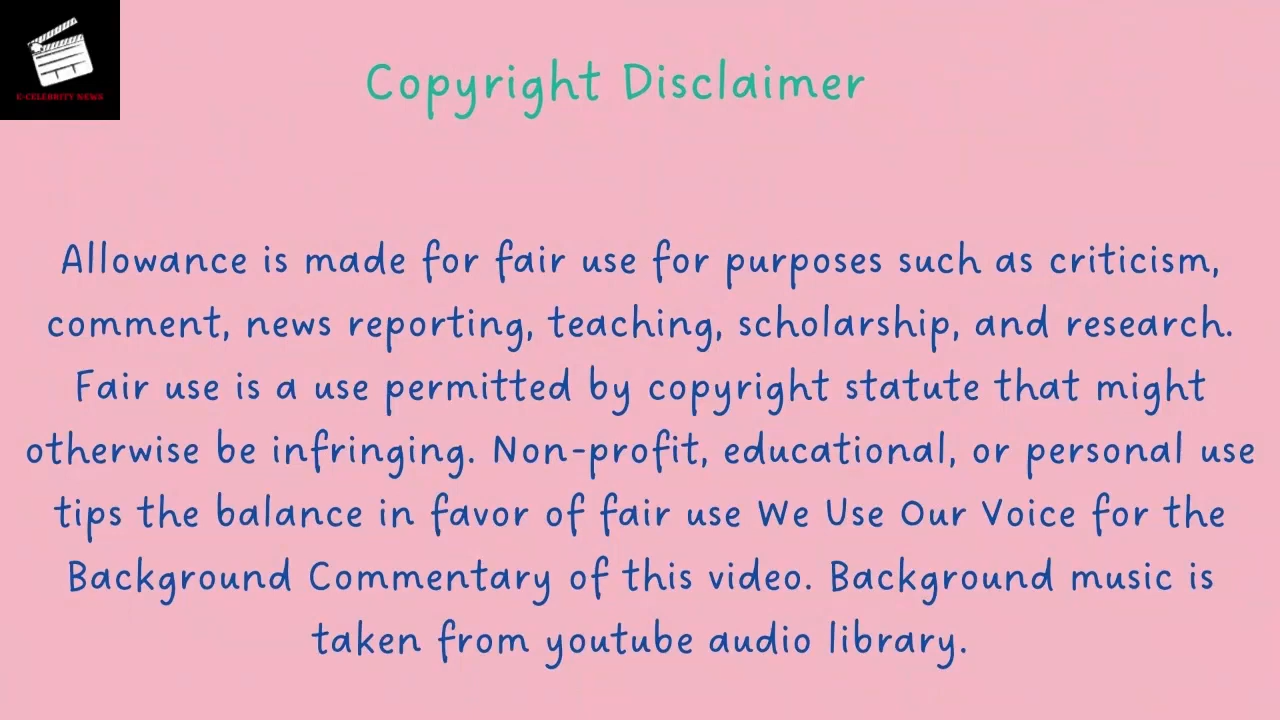 E-CELEBRITY NEWS
Copyright Disclaimer
Allowance is made for fair use for purposes such as criticism,
comment, news reporting, teaching, scholarship, and research.
Fair use is a use permitted by copyright statute that might
otherwise be infringing. Non-profit, educational, or personal use
tips the balance in favor of fair use We Use Our Voice for the
Background Commentary of this video. Background music is
taken from youtube audio library.